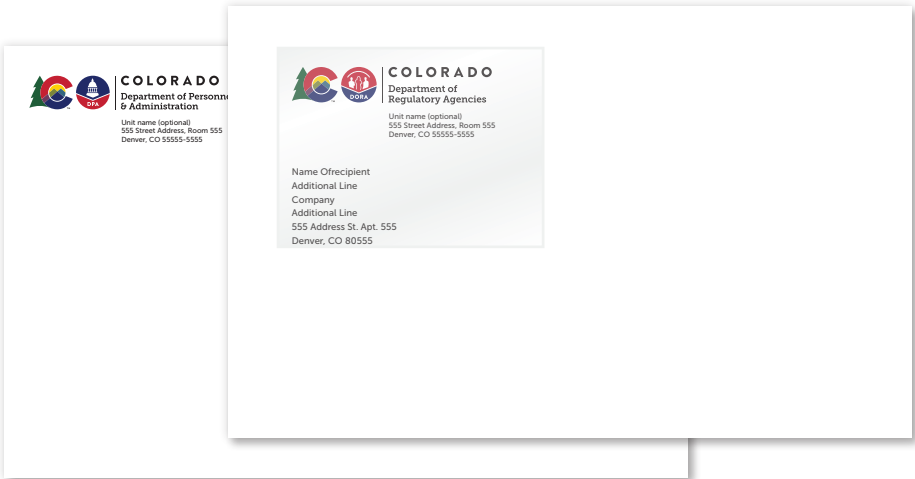 COLORADO
Department of Personne
& Administration
DPA
TM
Unit name (optional)
555 Street Address, Room 555
Denver, CO 55555-5555
COLORADO
Department of
Regulatory Agencies
DORA
TM
Unit name (optional)
555 Street Address, Room 555
Denver, CO 55555-5555
Name Ofrecipient
Additional Line
Company
Additional Line
555 Address St. Apt. 555
Denver, CO 80555